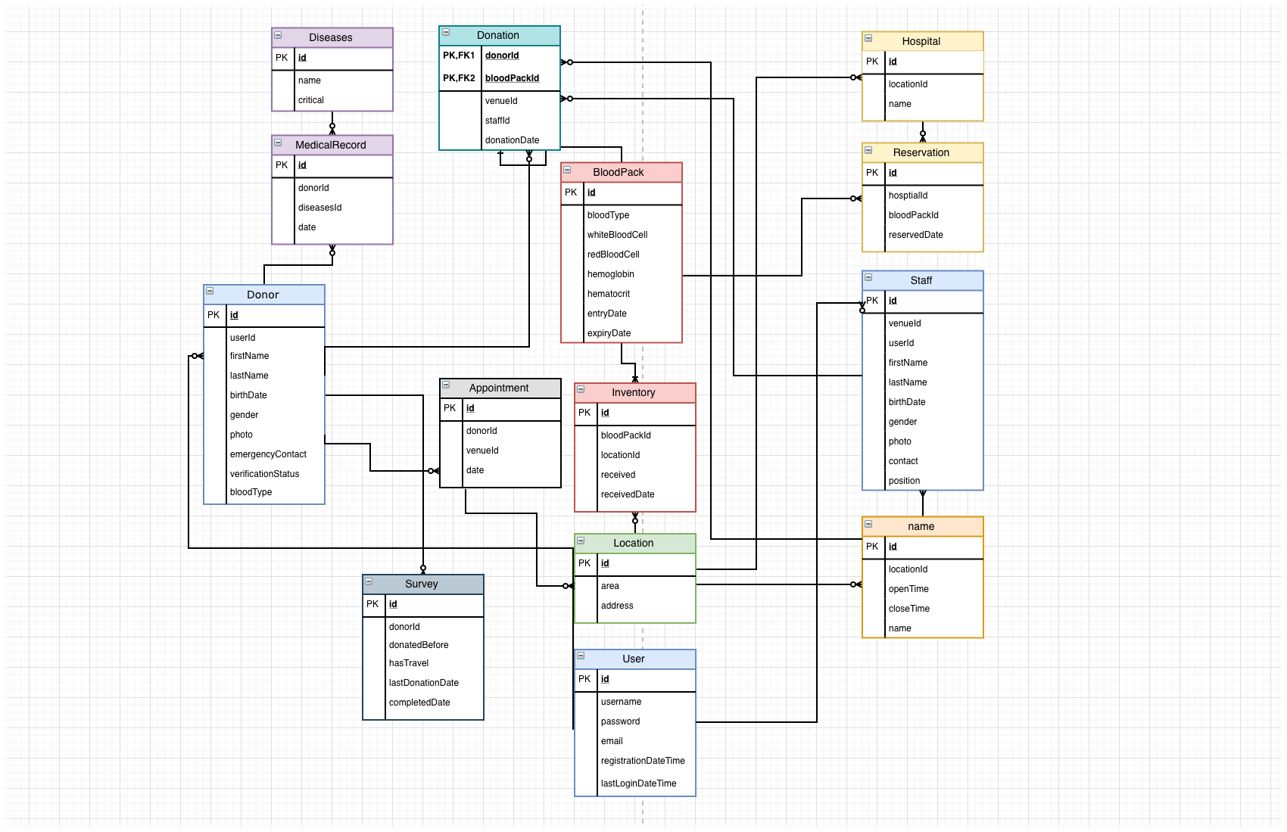 Diseases
PK id
name
critical
MedicalRecord
PK id
donorId
diseasesId
date
Donor
PK id
userId
firstName
lastName
birthDate
gender
photo
emergencyContact
verificationStatus
bloodType
Donation
PK,FK1 donorId
PK,FK2 bloodPackId
venueId
staffId
donationDate
BloodPack
PK id
bloodType
whiteBloodCell
redBloodCell
hemoglobin
hematocrit
entryDate
expiryDate
Appointment
PK id
donorId
venueId
date
Inventory
PK id
bloodPackId
locationId
received
receivedDate
Survey
PK id
donorId
donatedBefore
hasTravel
lastDonationDate
completedDate
Location
PK id
area
address
User
PK id
username
password
email
registrationDateTime
lastLoginDateTime
Hospital
PK id
locationId
name
Reservation
PK id
hosptialId
bloodPackId
reservedDate
Staff
PK id
venueId
userId
firstName
lastName
birthDate
gender
photo
contact
position
name
PK id
locationId
openTime
closeTime
name